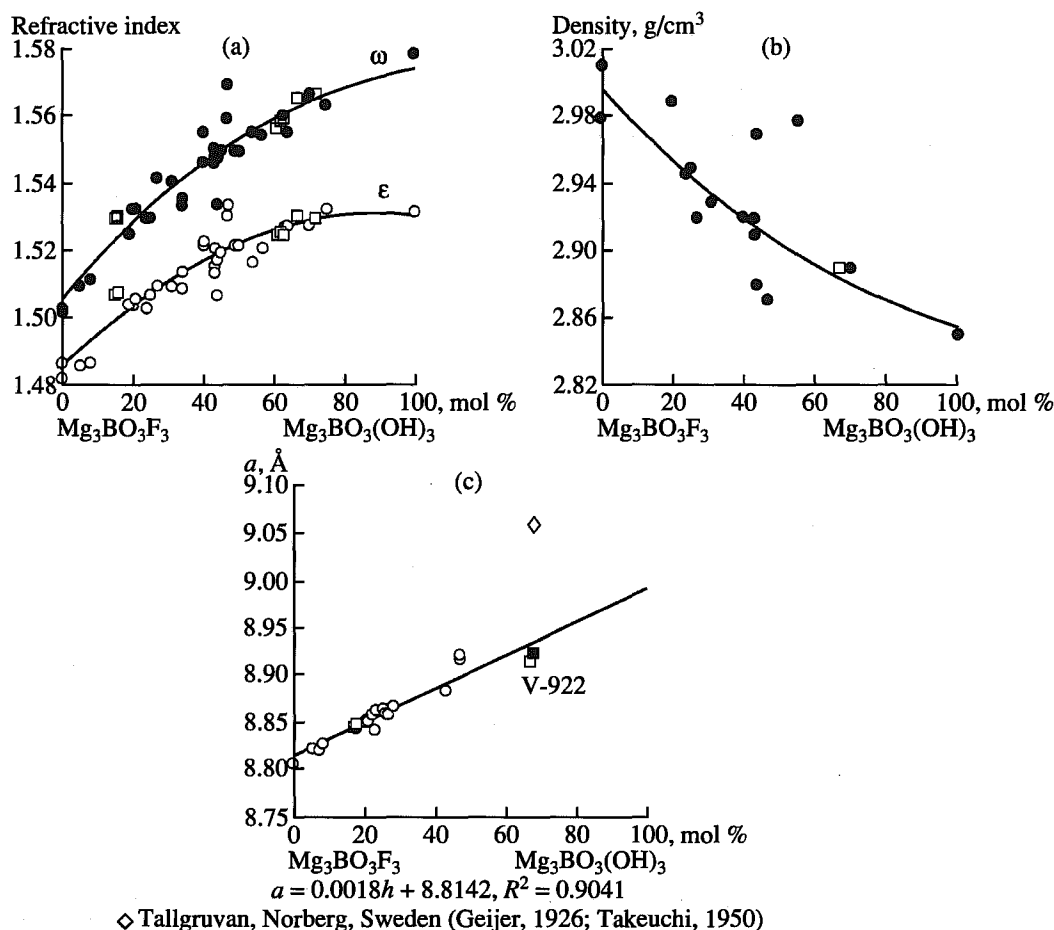 Refractive index
(a)
1.58
1.56
1.54
1.52
1.50
1.48
ω
ε
0 20 40 60 80 100, mol %
Mg₃BO₃F₃ Mg₃BO₃(OH)₃
Density, g/cm³
(b)
3.02
2.98
2.94
2.90
2.86
2.82
0 20 40 60 80 100, mol %
Mg₃BO₃F₃ Mg₃BO₃(OH)₃
a, Å
(c)
9.10
9.05
9.00
8.95
8.90
8.85
8.80
8.75
V-922
0 20 40 60 80 100, mol %
Mg₃BO₃F₃ Mg₃BO₃(OH)₃
a = 0.0018h + 8.8142, R² = 0.9041
◇ Tallgruvan, Norberg, Sweden (Geijer, 1926; Takeuchi, 1950)